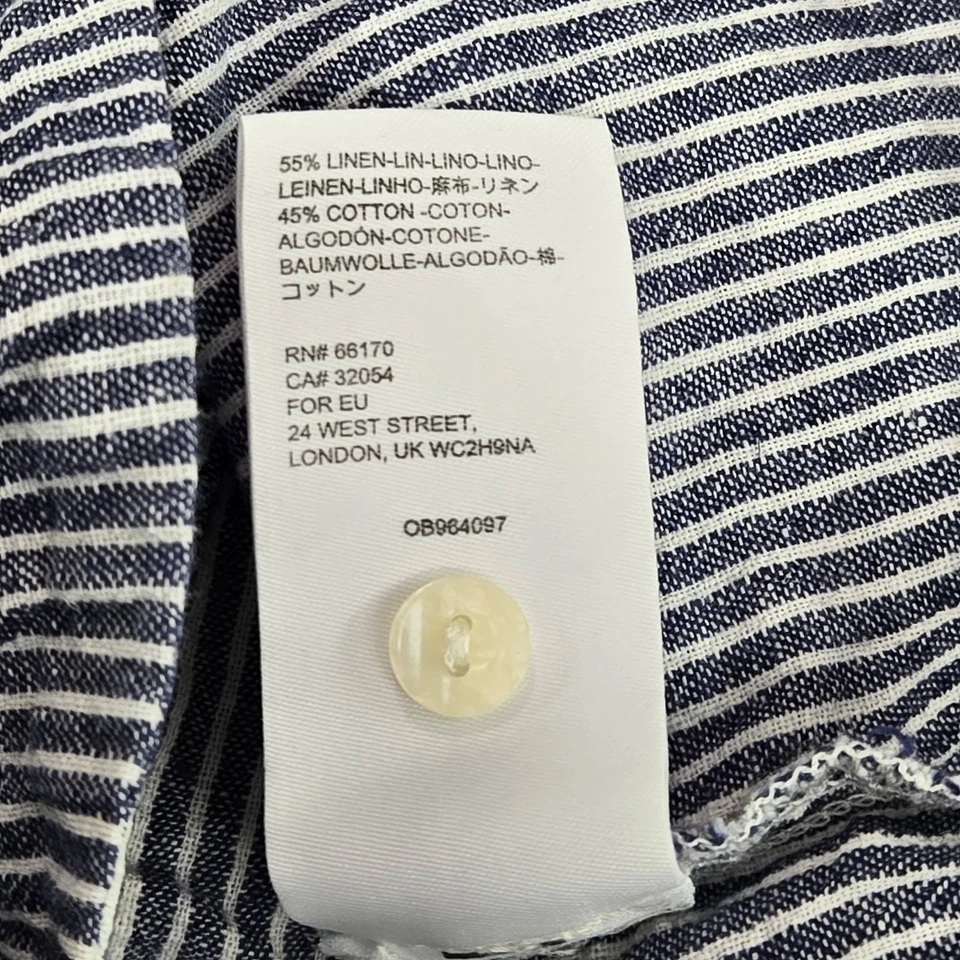 55% LINEN-LIN-LINO-LINO-
LEINEN-LINHO-麻布-リネン
45% COTTON -COTON-
ALGODÓN-COTONE-
BAUMWOLLE-ALGODÃO-棉-
コットン
RN# 66170
CA# 32054
FOR EU
24 WEST STREET,
LONDON, UK WC2H9NA
OB964097